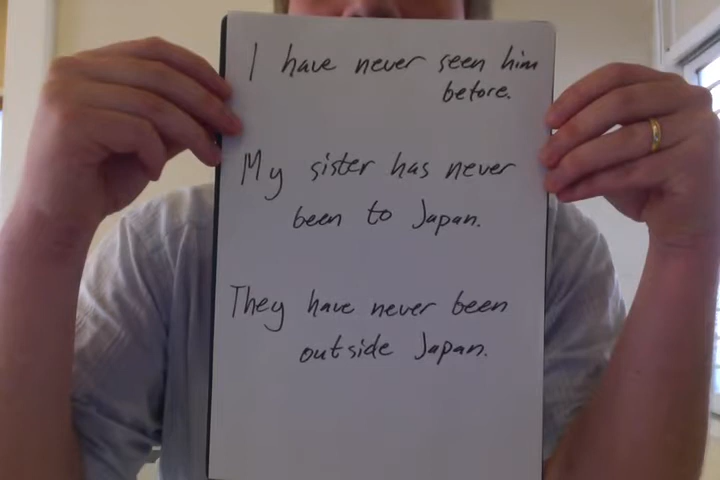 I have never seen him
before.
My sister has never
been to Japan.
They have never been
outside Japan.